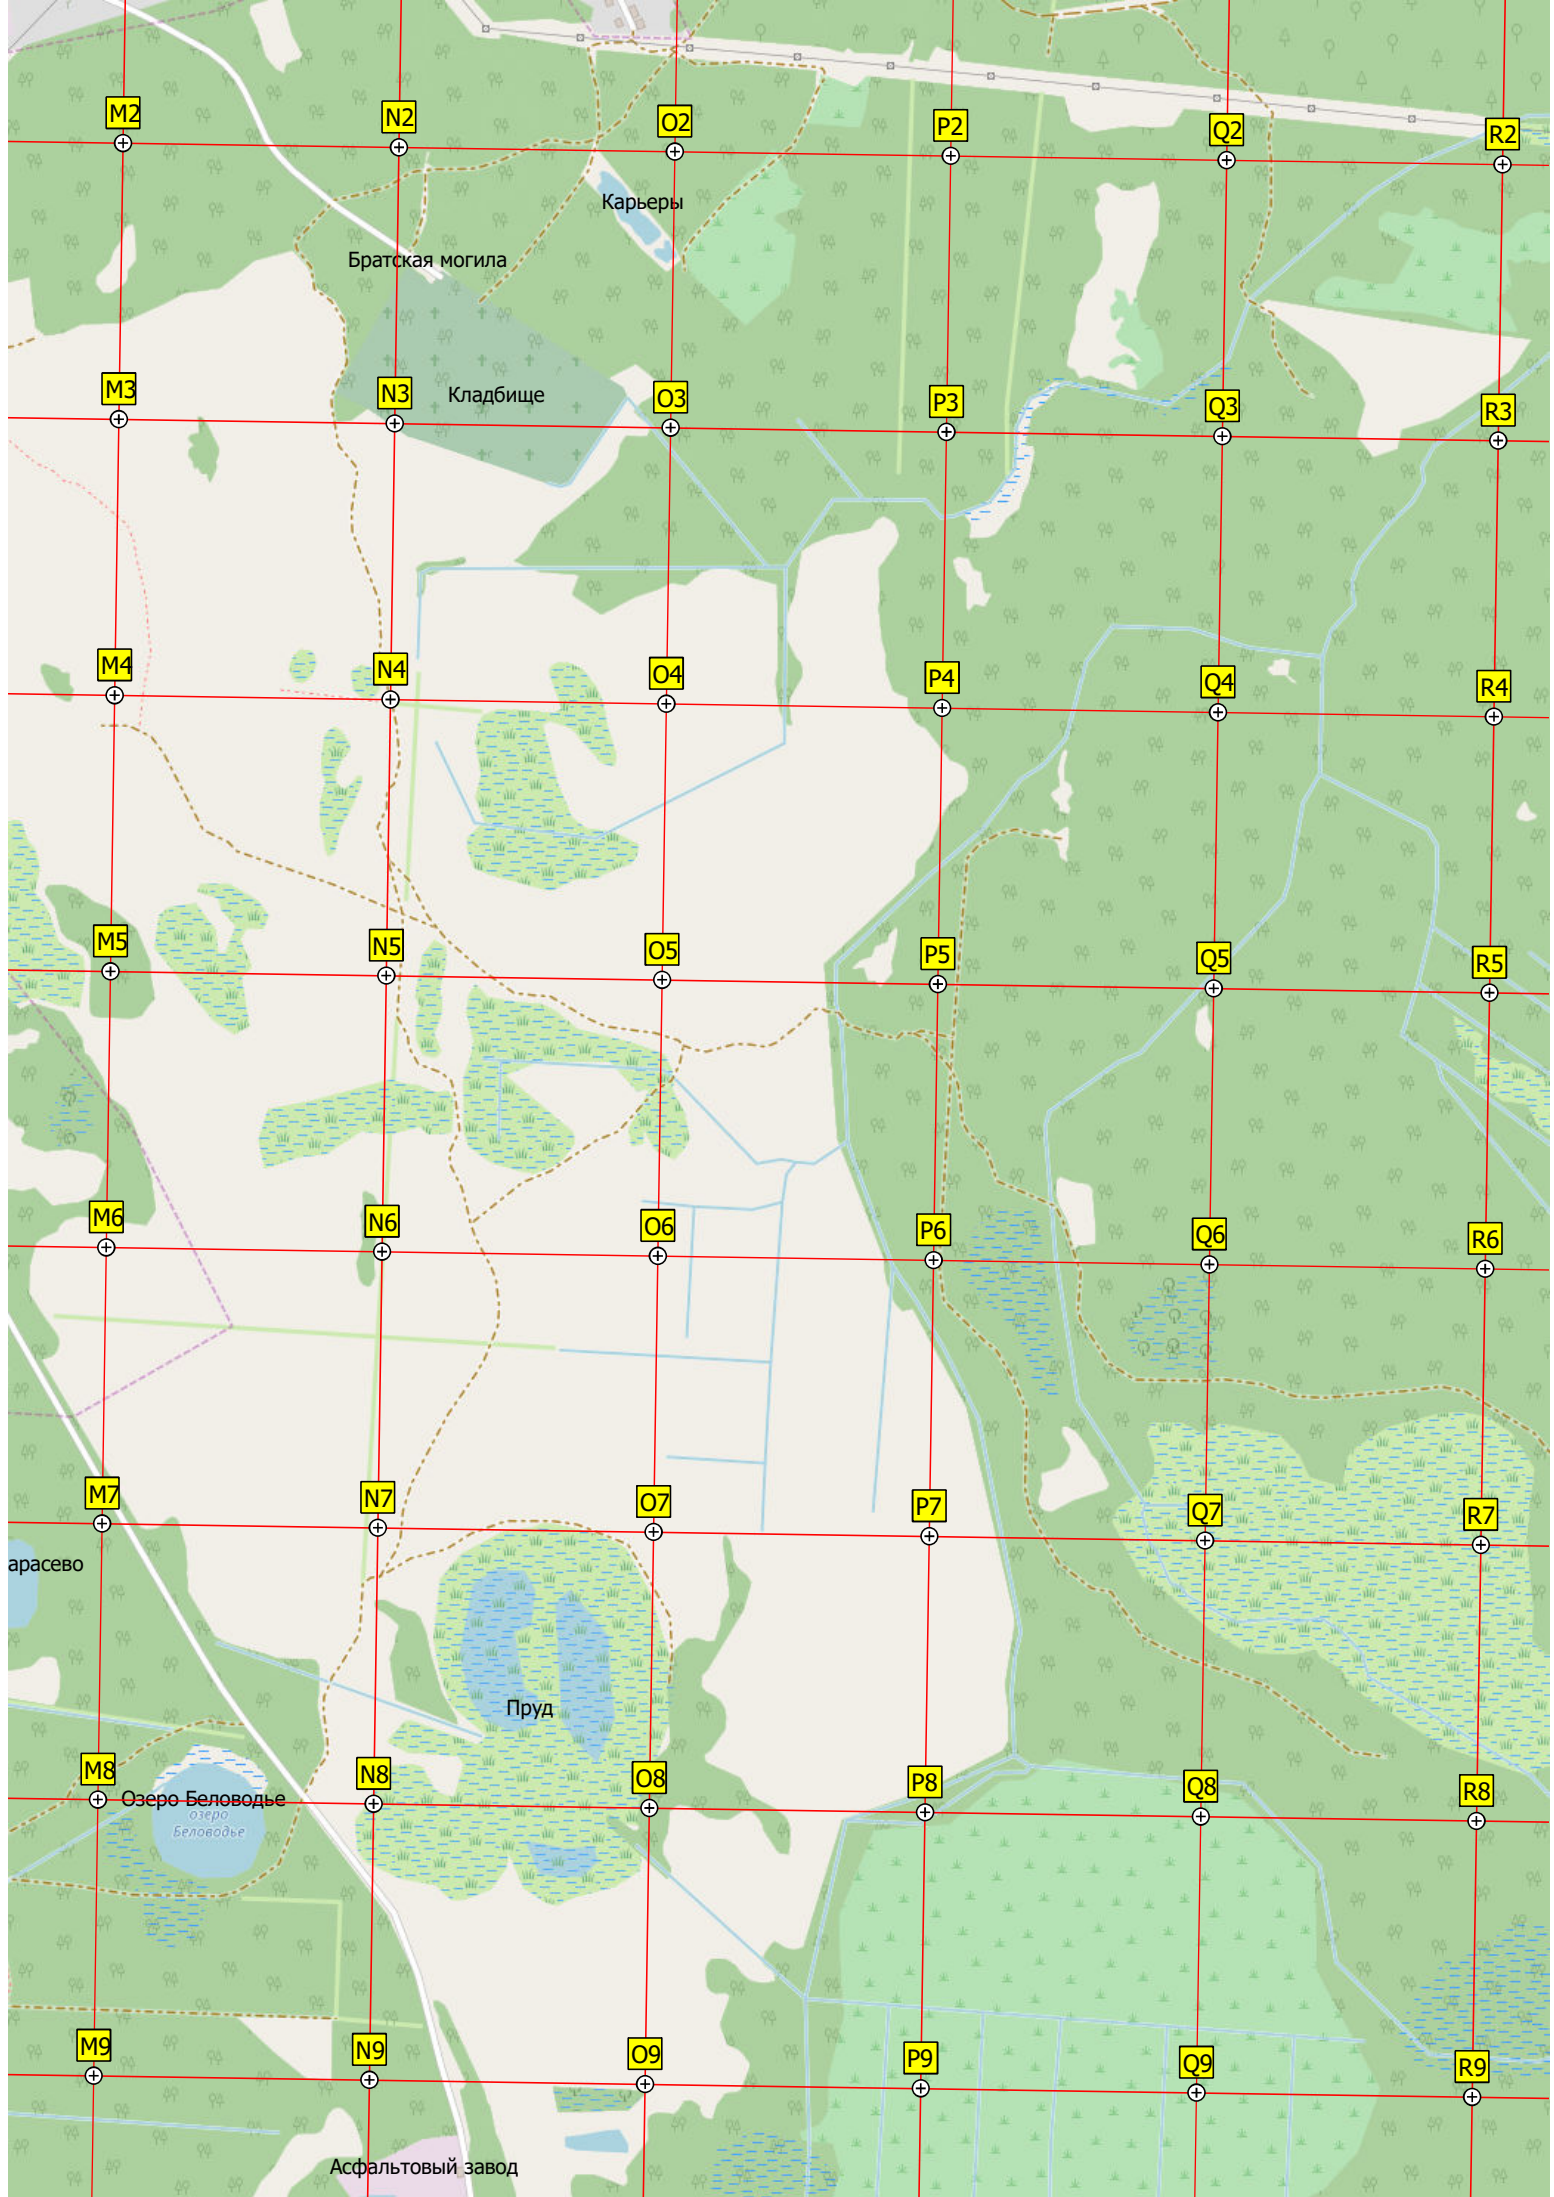 M2
N2
O2
P2
Q2
R2
Карьеры
Братская могила
M3
N3
Кладбище
O3
P3
Q3
R3
M4
N4
O4
P4
Q4
R4
M5
N5
O5
P5
Q5
R5
M6
N6
O6
P6
Q6
R6
M7
N7
O7
P7
Q7
R7
арасево
Пруд
M8
N8
O8
P8
Q8
R8
Озеро Беловодье
озеро
Беловодье
M9
N9
O9
P9
Q9
R9
Асфальтовый завод